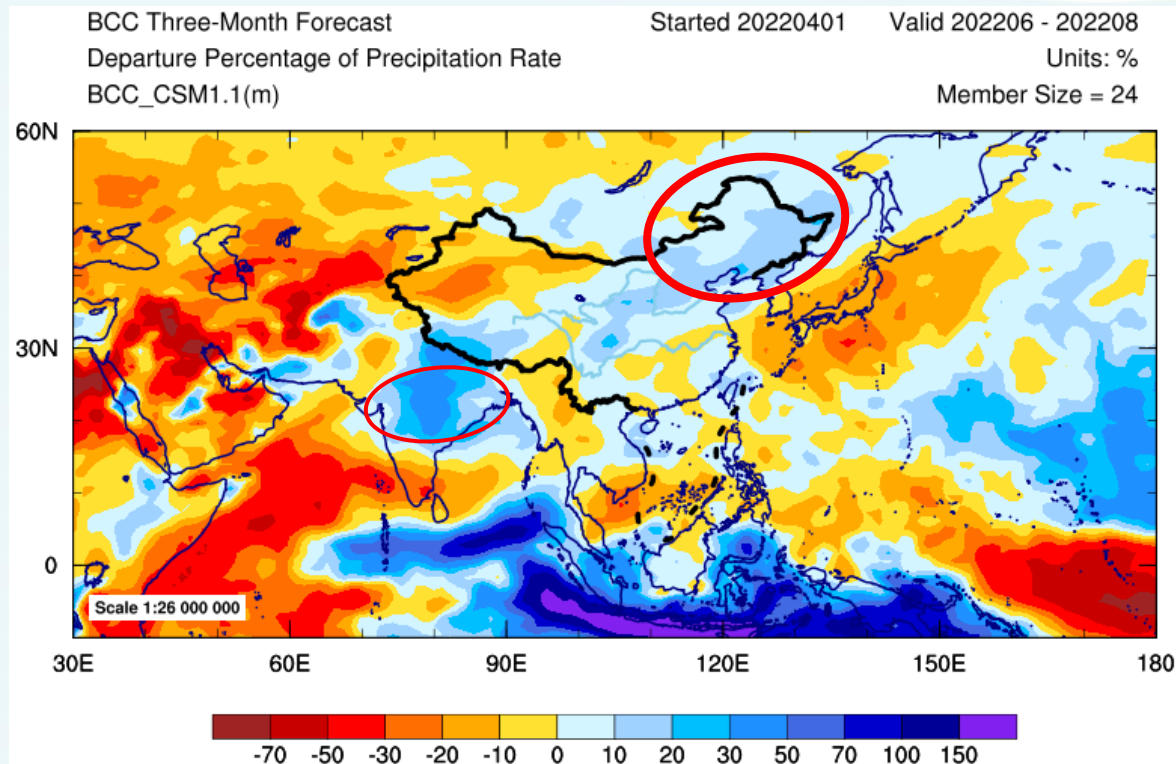 BCC Three-Month Forecast Started 20220401 Valid 202206 - 202208
Departure Percentage of Precipitation Rate Units: %
BCC_CSM1.1(m) Member Size = 24
60N
30N
0
Scale 1:26 000 000
30E 60E 90E 120E 150E 180
-70 -50 -30 -20 -10 0 10 20 30 50 70 100 150